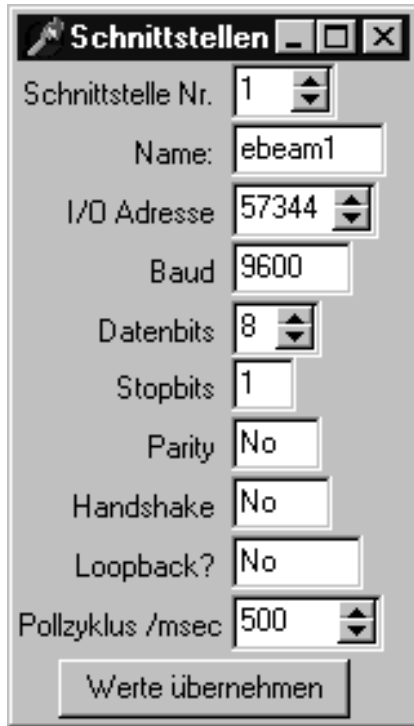 Schnittstellen
Schnittstelle Nr. 1
Name: ebeam1
I/O Adresse 57344
Baud 9600
Datenbits 8
Stopbits 1
Parity No
Handshake No
Loopback? No
Pollzyklus /msec 500
Werte übernehmen